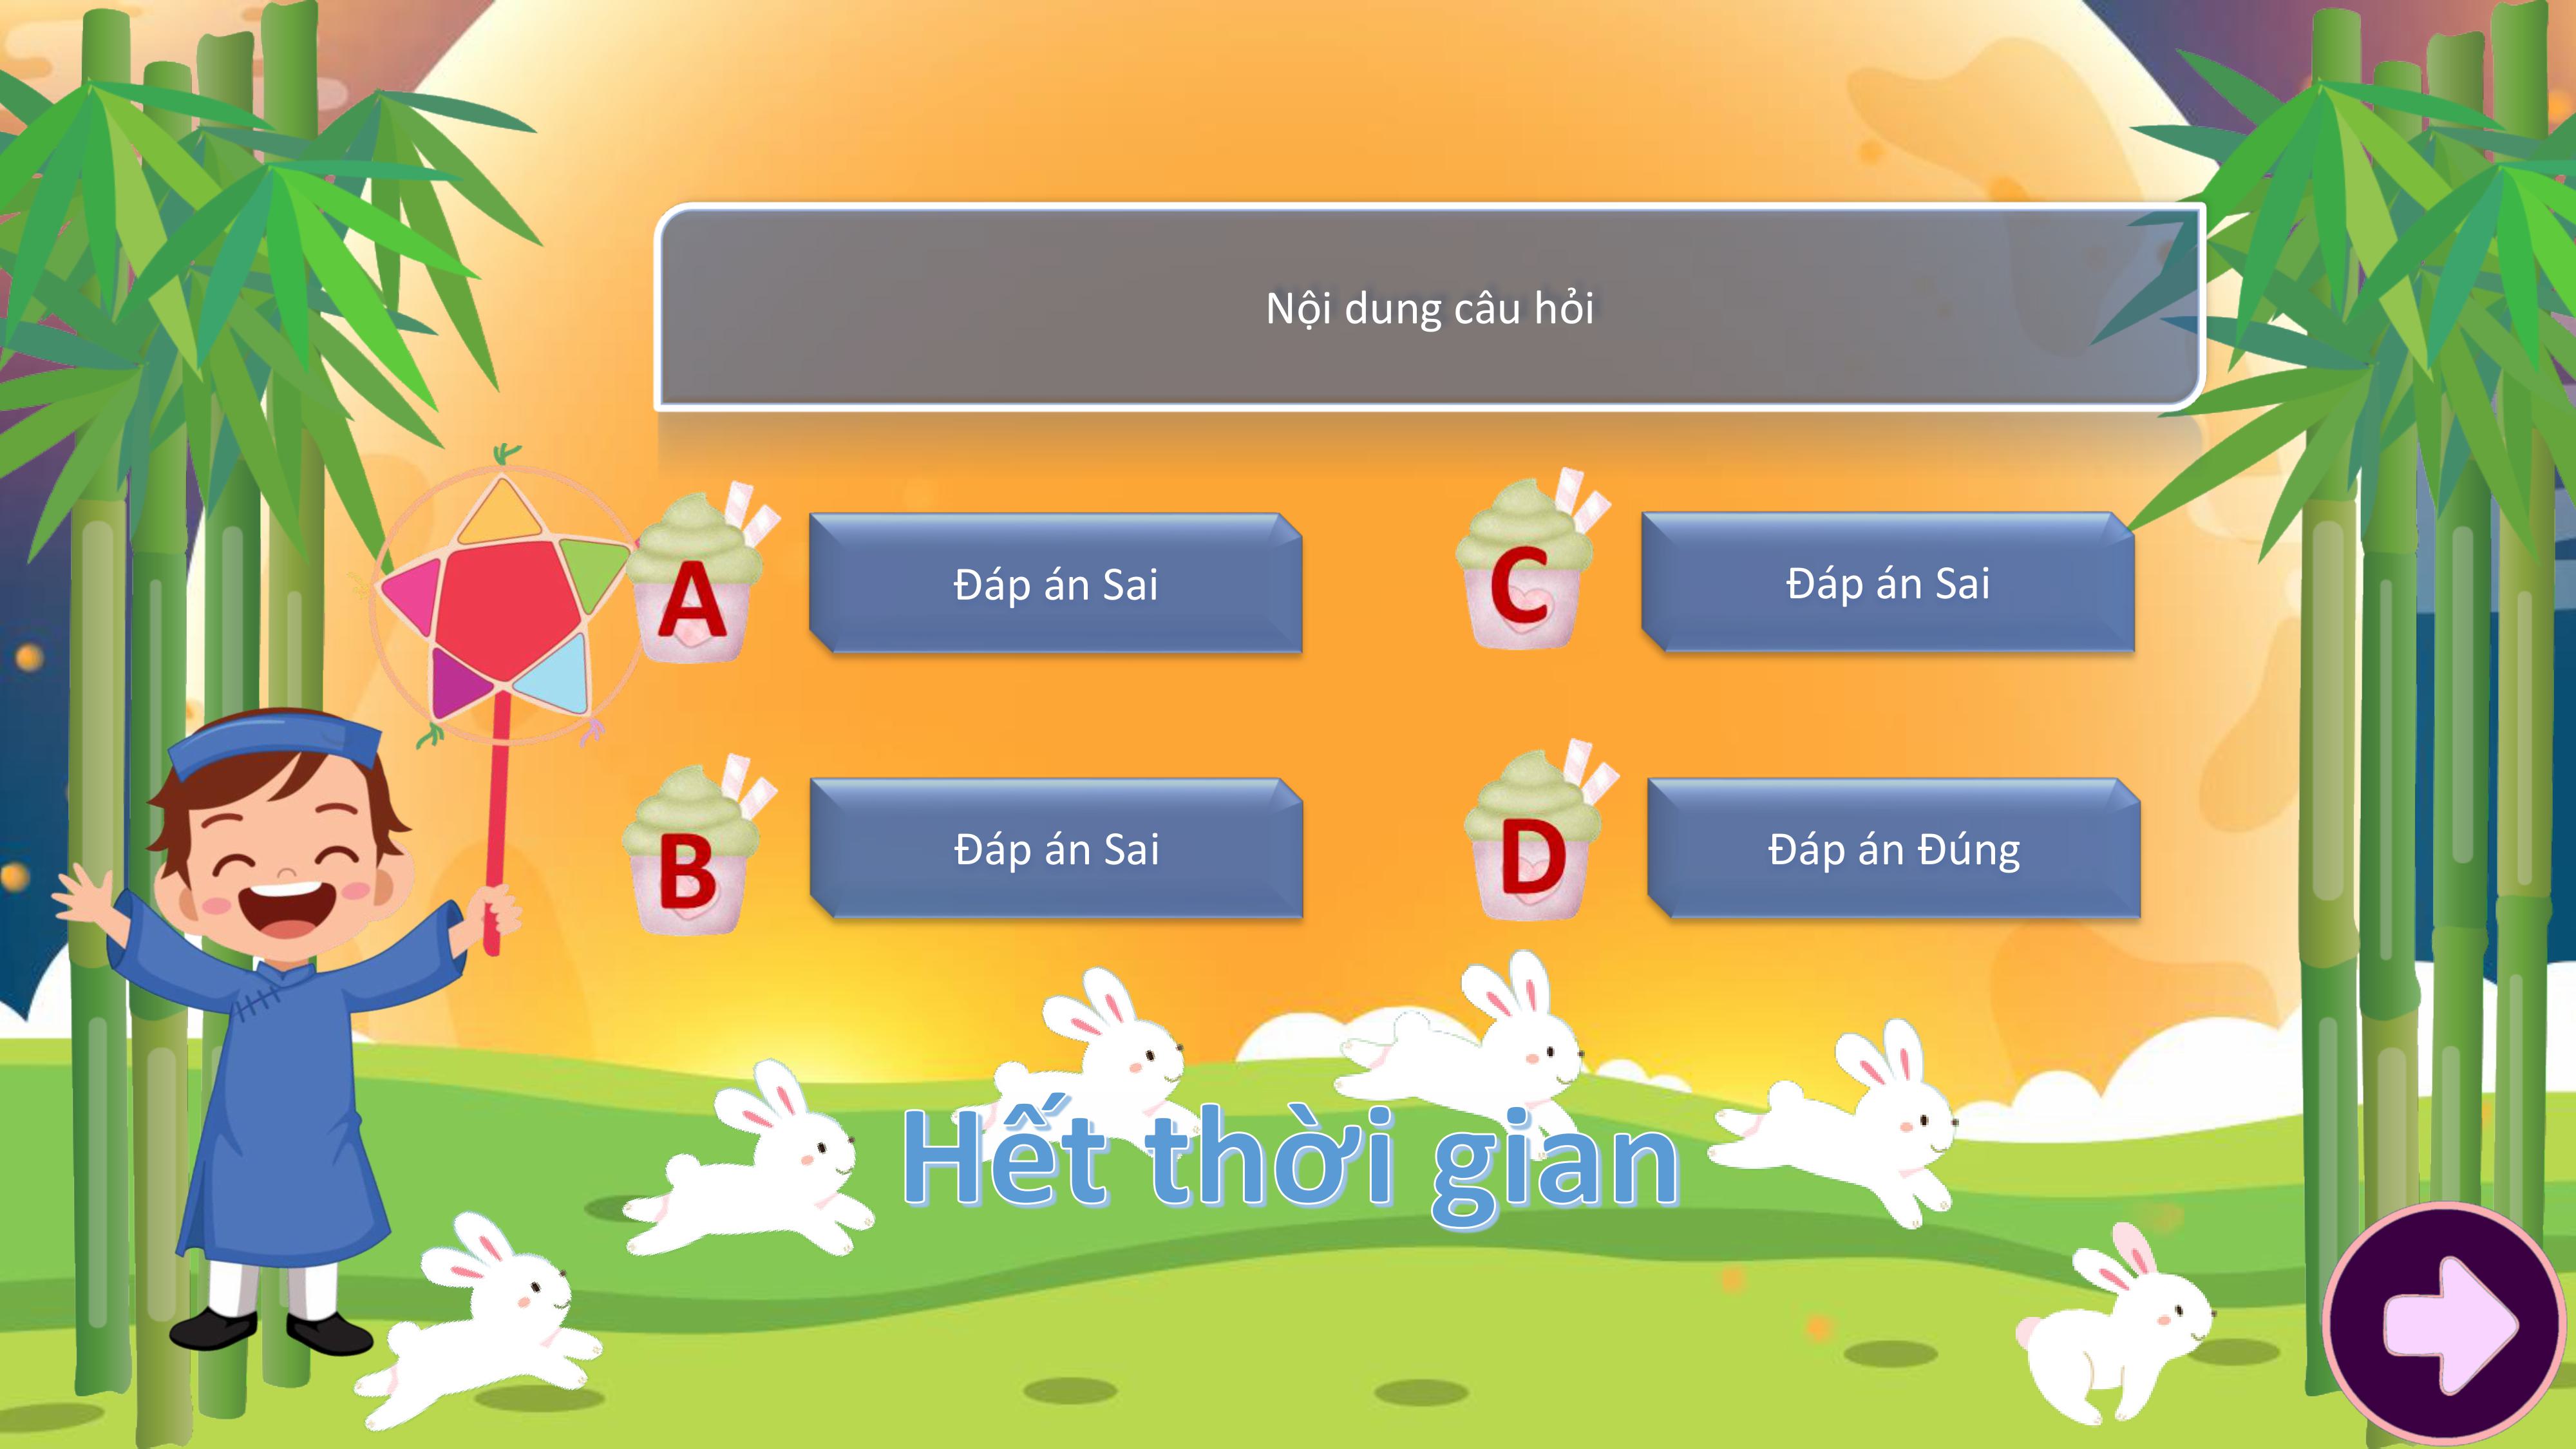 Nội dung câu hỏi
A
Đáp án Sai
C
Đáp án Sai
B
Đáp án Sai
D
Đáp án Đúng
Hết thời gian